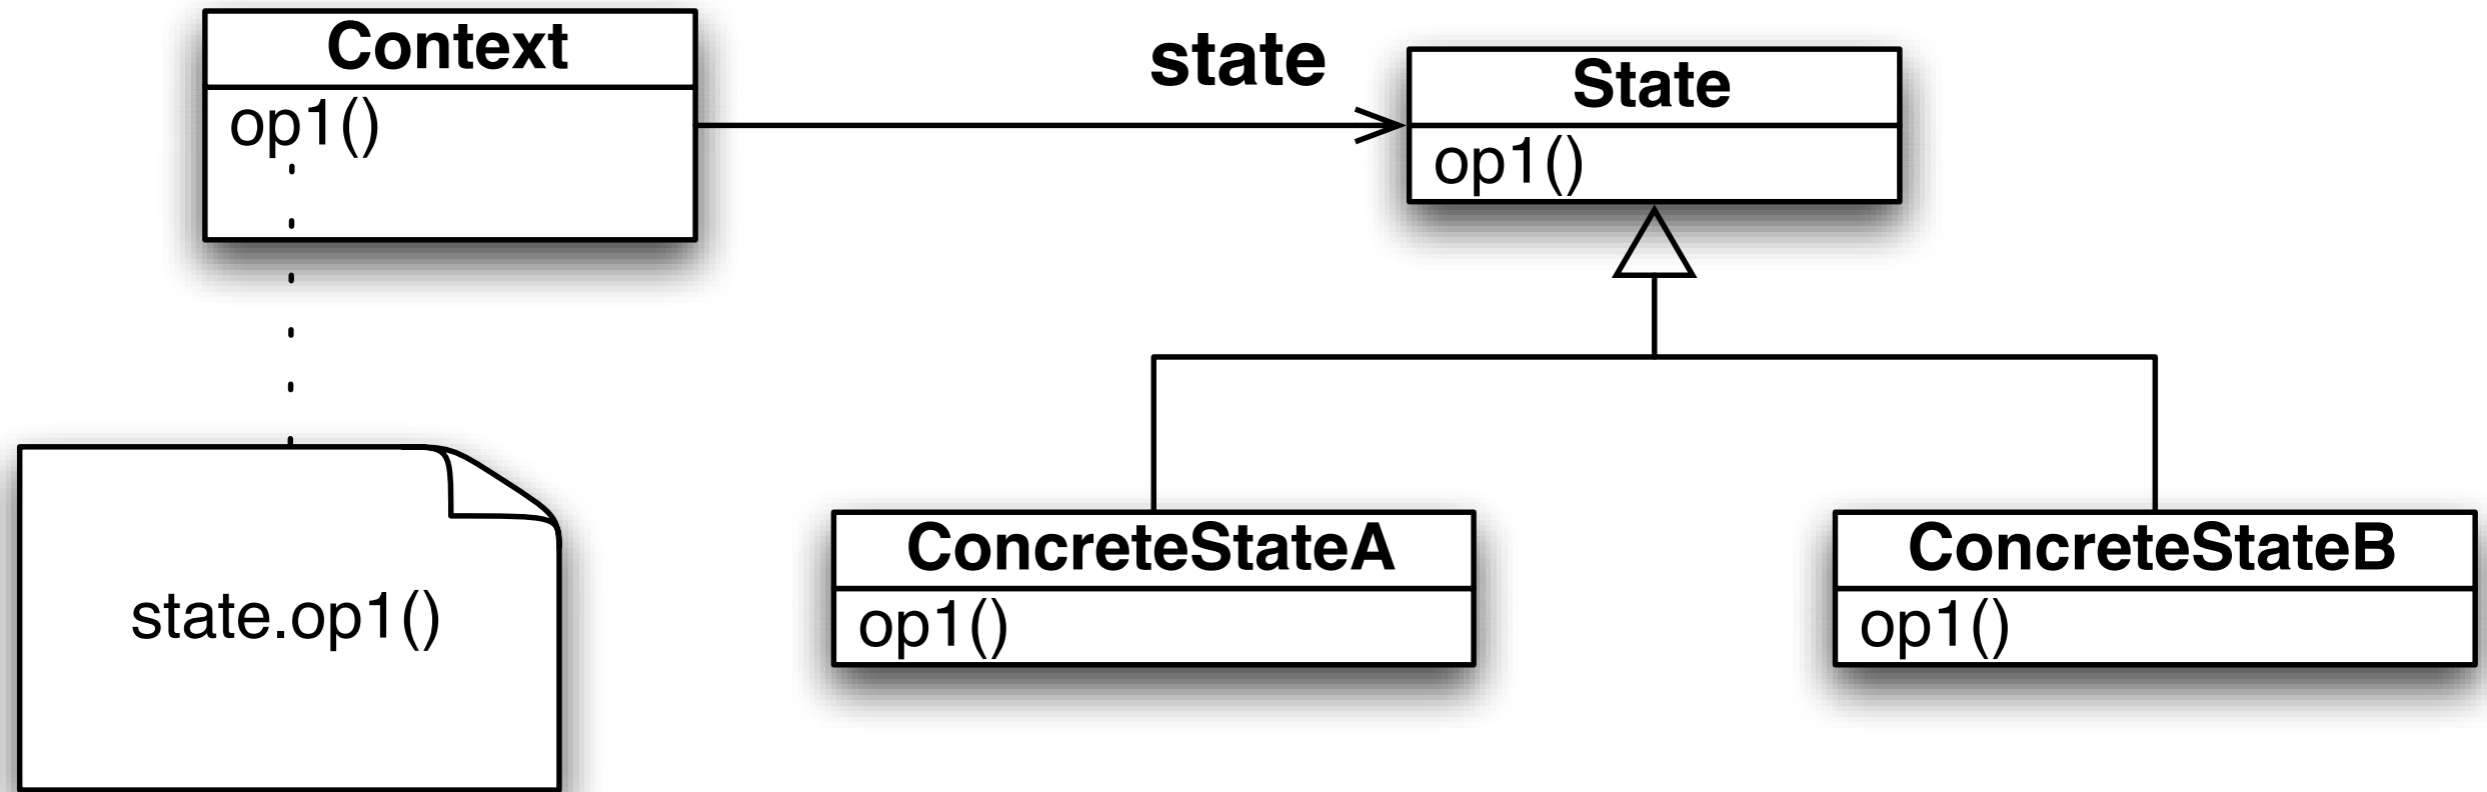 Context
op1()
state
State
op1()
state.op1()
ConcreteStateA
op1()
ConcreteStateB
op1()